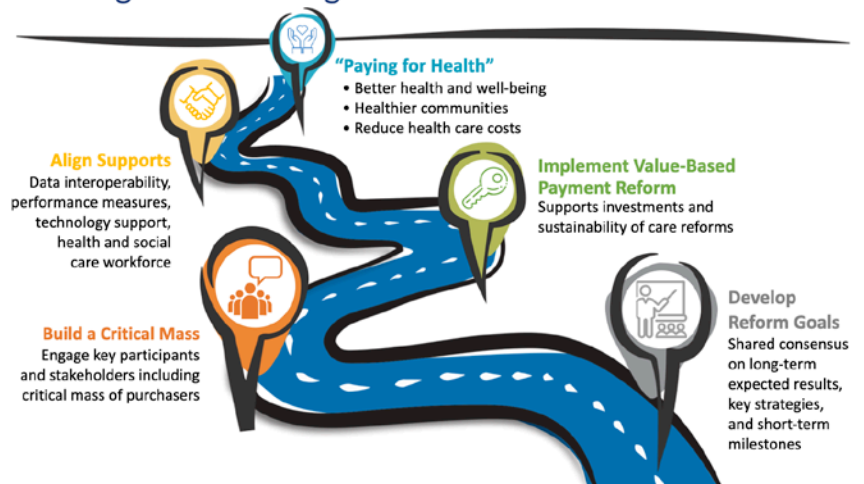 “Paying for Health”
• Better health and well-being
• Healthier communities
• Reduce health care costs
Align Supports
Data interoperability,
performance measures,
technology support,
health and social
care workforce
Implement Value-Based
Payment Reform
Supports investments and
sustainability of care reforms
Build a Critical Mass
Engage key participants
and stakeholders including
critical mass of purchasers
Develop
Reform Goals
Shared consensus
on long-term
expected results,
key strategies,
and short-term
milestones